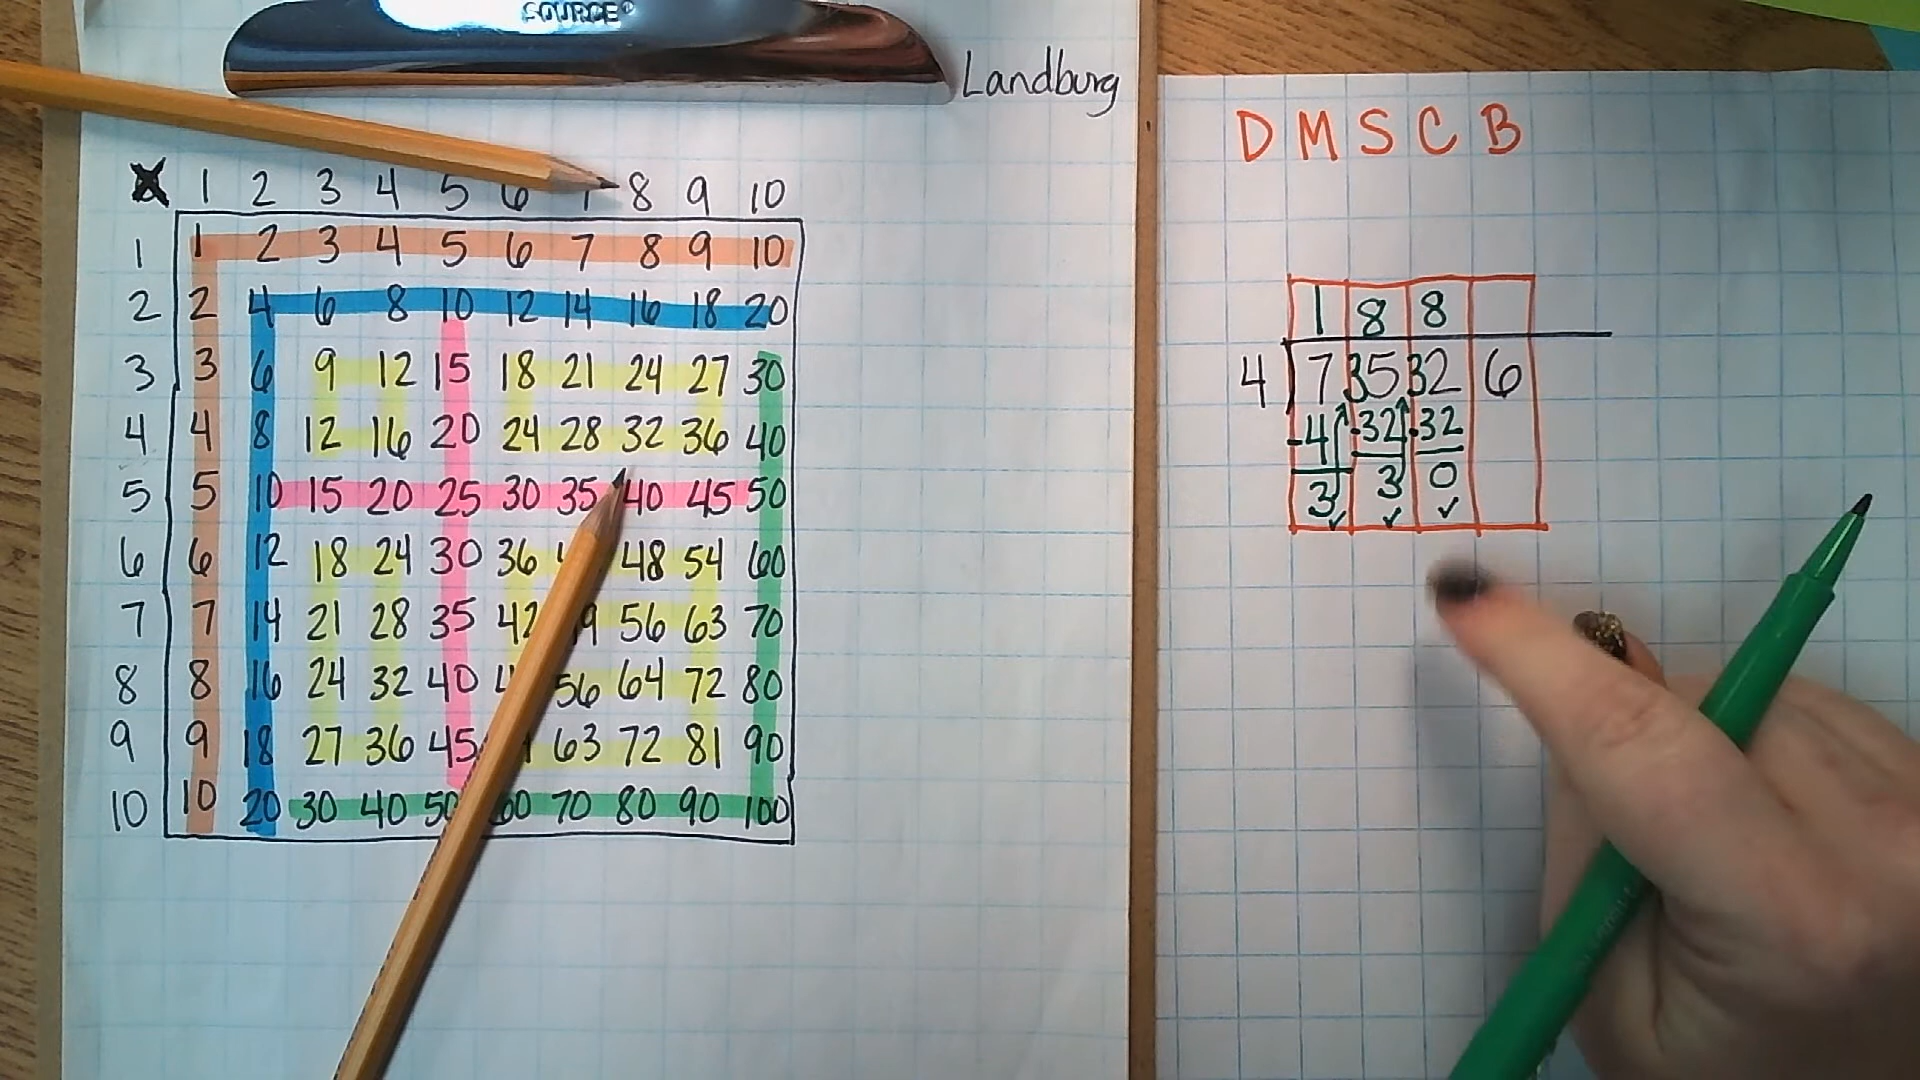 SOURCE®
Landburg
X 1 2 3 4 5 6 7 8 9 10
1 1 2 3 4 5 6 7 8 9 10
2 2 4 6 8 10 12 14 16 18 20
3 3 6 9 12 15 18 21 24 27 30
4 4 8 12 16 20 24 28 32 36 40
5 5 10 15 20 25 30 35 40 45 50
6 6 12 18 24 30 36 48 54 60
7 7 14 21 28 35 42 56 63 70
8 8 16 24 32 40 56 64 72 80
9 9 18 27 36 45 63 72 81 90
10 10 20 30 40 50 60 70 80 90 100
D M S C B
1 8 8
4 7 35 32 6
-4 -32 -32
3 3 0
✓ ✓ ✓